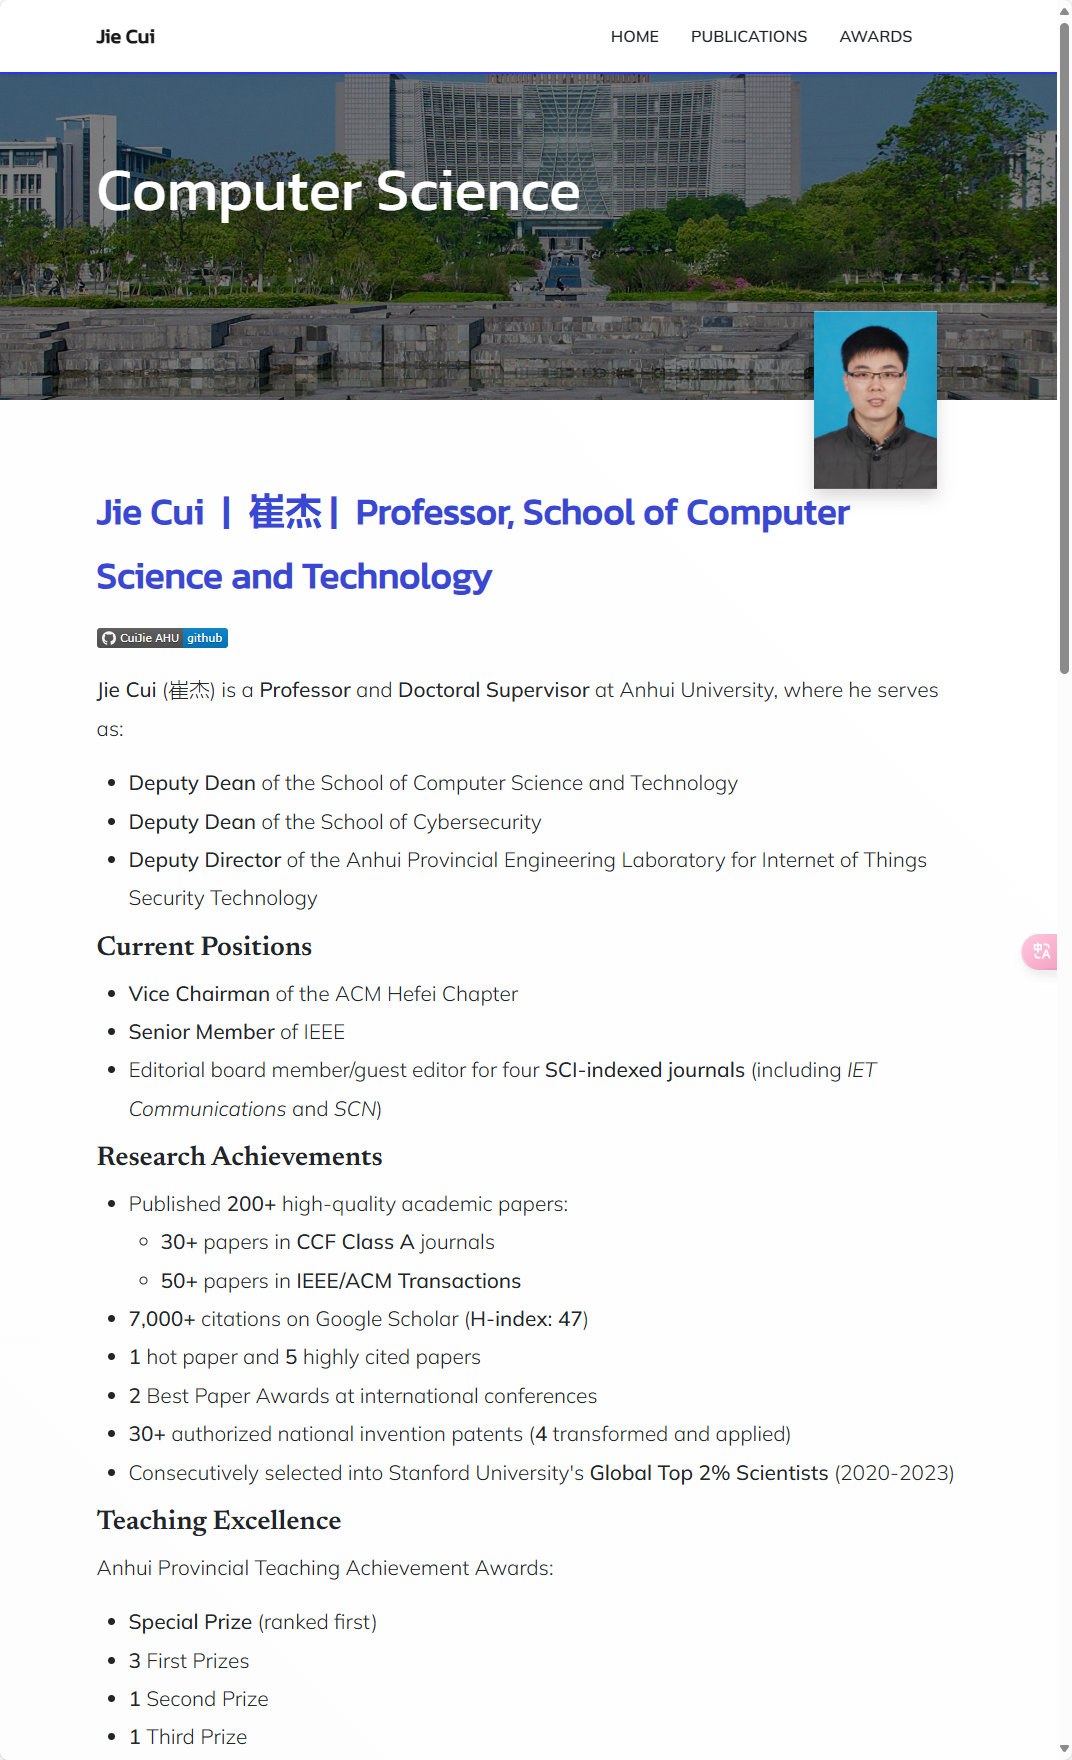 Jie Cui
HOME
PUBLICATIONS
AWARDS
Computer Science
Jie Cui | 崔杰 | Professor, School of Computer
Science and Technology
CuiJie AHU github
Jie Cui (崔杰) is a Professor and Doctoral Supervisor at Anhui University, where he serves
as:
Deputy Dean of the School of Computer Science and Technology
Deputy Dean of the School of Cybersecurity
Deputy Director of the Anhui Provincial Engineering Laboratory for Internet of Things
Security Technology
Current Positions
Vice Chairman of the ACM Hefei Chapter
Senior Member of IEEE
Editorial board member/guest editor for four SCI-indexed journals (including IET
Communications and SCN)
Research Achievements
Published 200+ high-quality academic papers:
30+ papers in CCF Class A journals
50+ papers in IEEE/ACM Transactions
7,000+ citations on Google Scholar (H-index: 47)
1 hot paper and 5 highly cited papers
2 Best Paper Awards at international conferences
30+ authorized national invention patents (4 transformed and applied)
Consecutively selected into Stanford University's Global Top 2% Scientists (2020-2023)
Teaching Excellence
Anhui Provincial Teaching Achievement Awards:
Special Prize (ranked first)
3 First Prizes
1 Second Prize
1 Third Prize